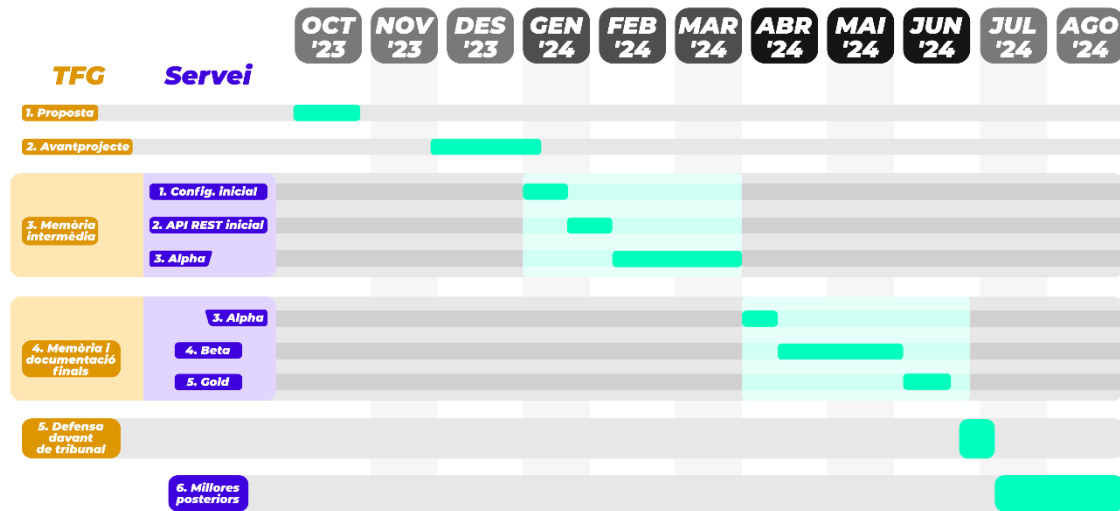 OCT
'23
NOV
'23
DES
'23
GEN
'24
FEB
'24
MAR
'24
ABR
'24
MAI
'24
JUN
'24
JUL
'24
AGO
'24
TFG
Servei
1. Proposta
2. Avantprojecte
3. Memòria
intermèdia
1. Config. inicial
2. API REST inicial
3. Alpha
4. Memòria i
documentació
finals
3. Alpha
4. Beta
5. Gold
5. Defensa
davant
de tribunal
6. Millores
posteriors